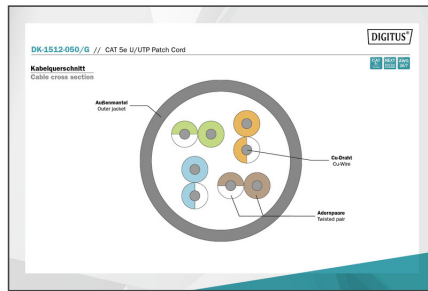 DIGITUS®
DK-1512-050/G // CAT 5e U/UTP Patch Cord
Kabelquerschnitt
Cable cross section
Außenmantel
Outer jacket
Cu-Draht
Cu-Wire
Adernpaare
Twisted pair